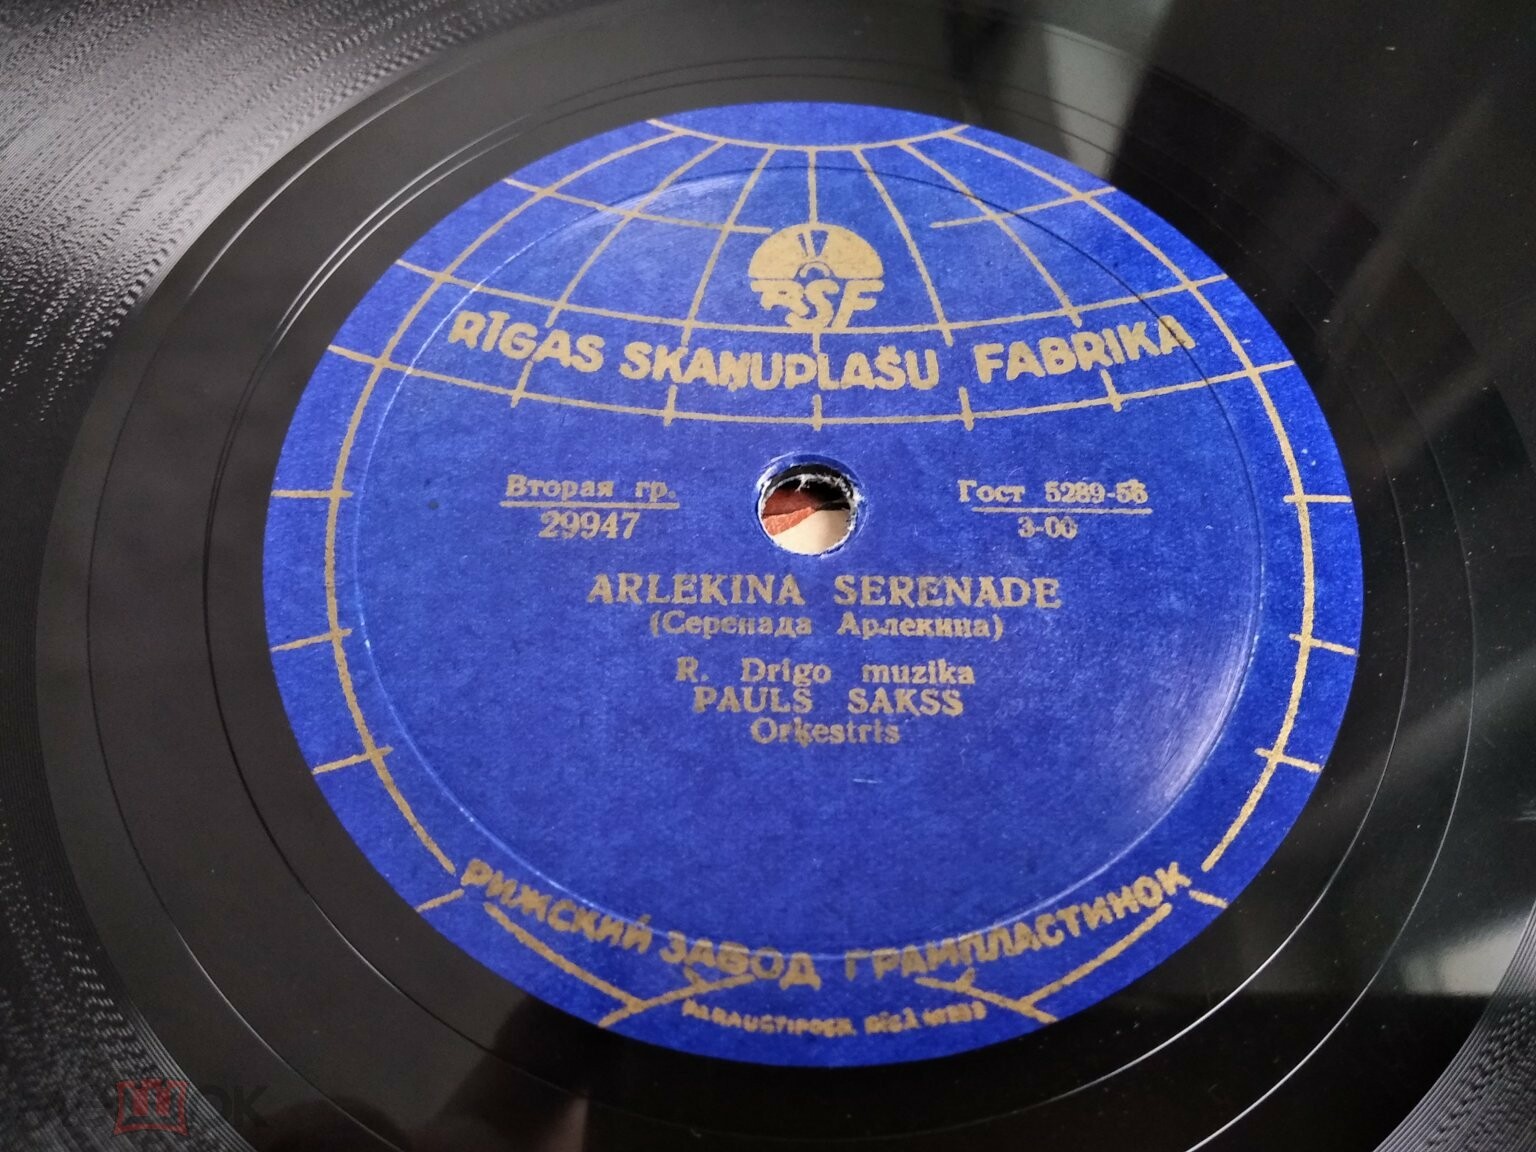 RSF
RĪGAS SKAŅUPLAŠU FABRIKA
Вторая гр.
29947
Гост 5289-56
3-00
ARLEKINA SERENADE
(Серенада Арлекина)
R. Drigo muzika
PAULS SAKSS
Orķestris
РИЖСКИЙ ЗАВОД ГРАМПЛАСТИНОК
RĪGĀ